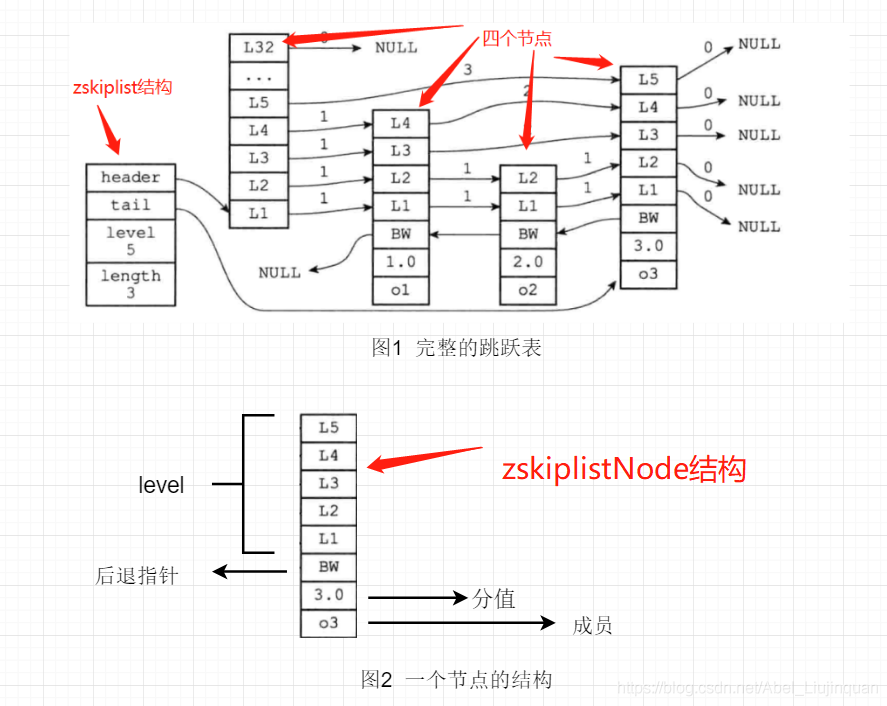 zskiplist结构
header
tail
level
5
length
3
L32
...
L5
L4
L3
L2
L1
0
NULL
四个节点
3
1
1
1
1
L4
L3
L2
L1
BW
1.0
o1
NULL
2
1
1
L2
L1
BW
2.0
o2
1
1
L5
L4
L3
L2
L1
BW
3.0
o3
0
NULL
0
NULL
0
NULL
0
NULL
0
NULL
图1 完整的跳跃表
level
L5
L4
L3
L2
L1
BW
3.0
o3
zskiplistNode结构
后退指针
分值
成员
图2 一个节点的结构
https://blog.csdn.net/Abel_Liujinquan